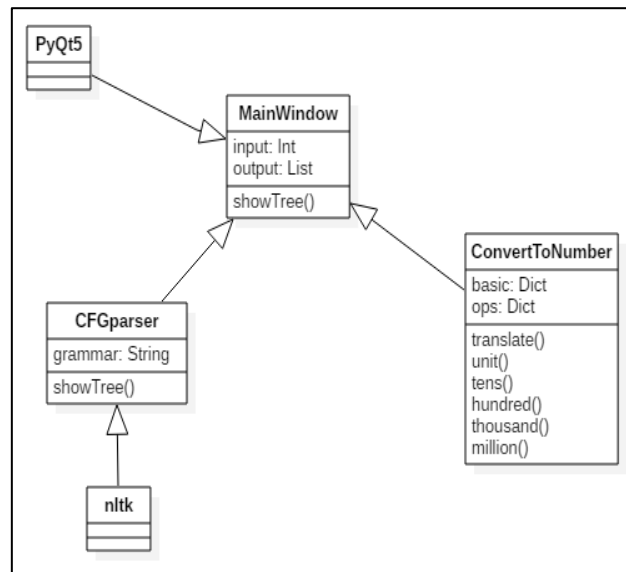 PyQt5
MainWindow
input: Int
output: List
showTree()
ConvertToNumber
basic: Dict
ops: Dict
translate()
unit()
tens()
hundred()
thousand()
million()
CFGparser
grammar: String
showTree()
nltk